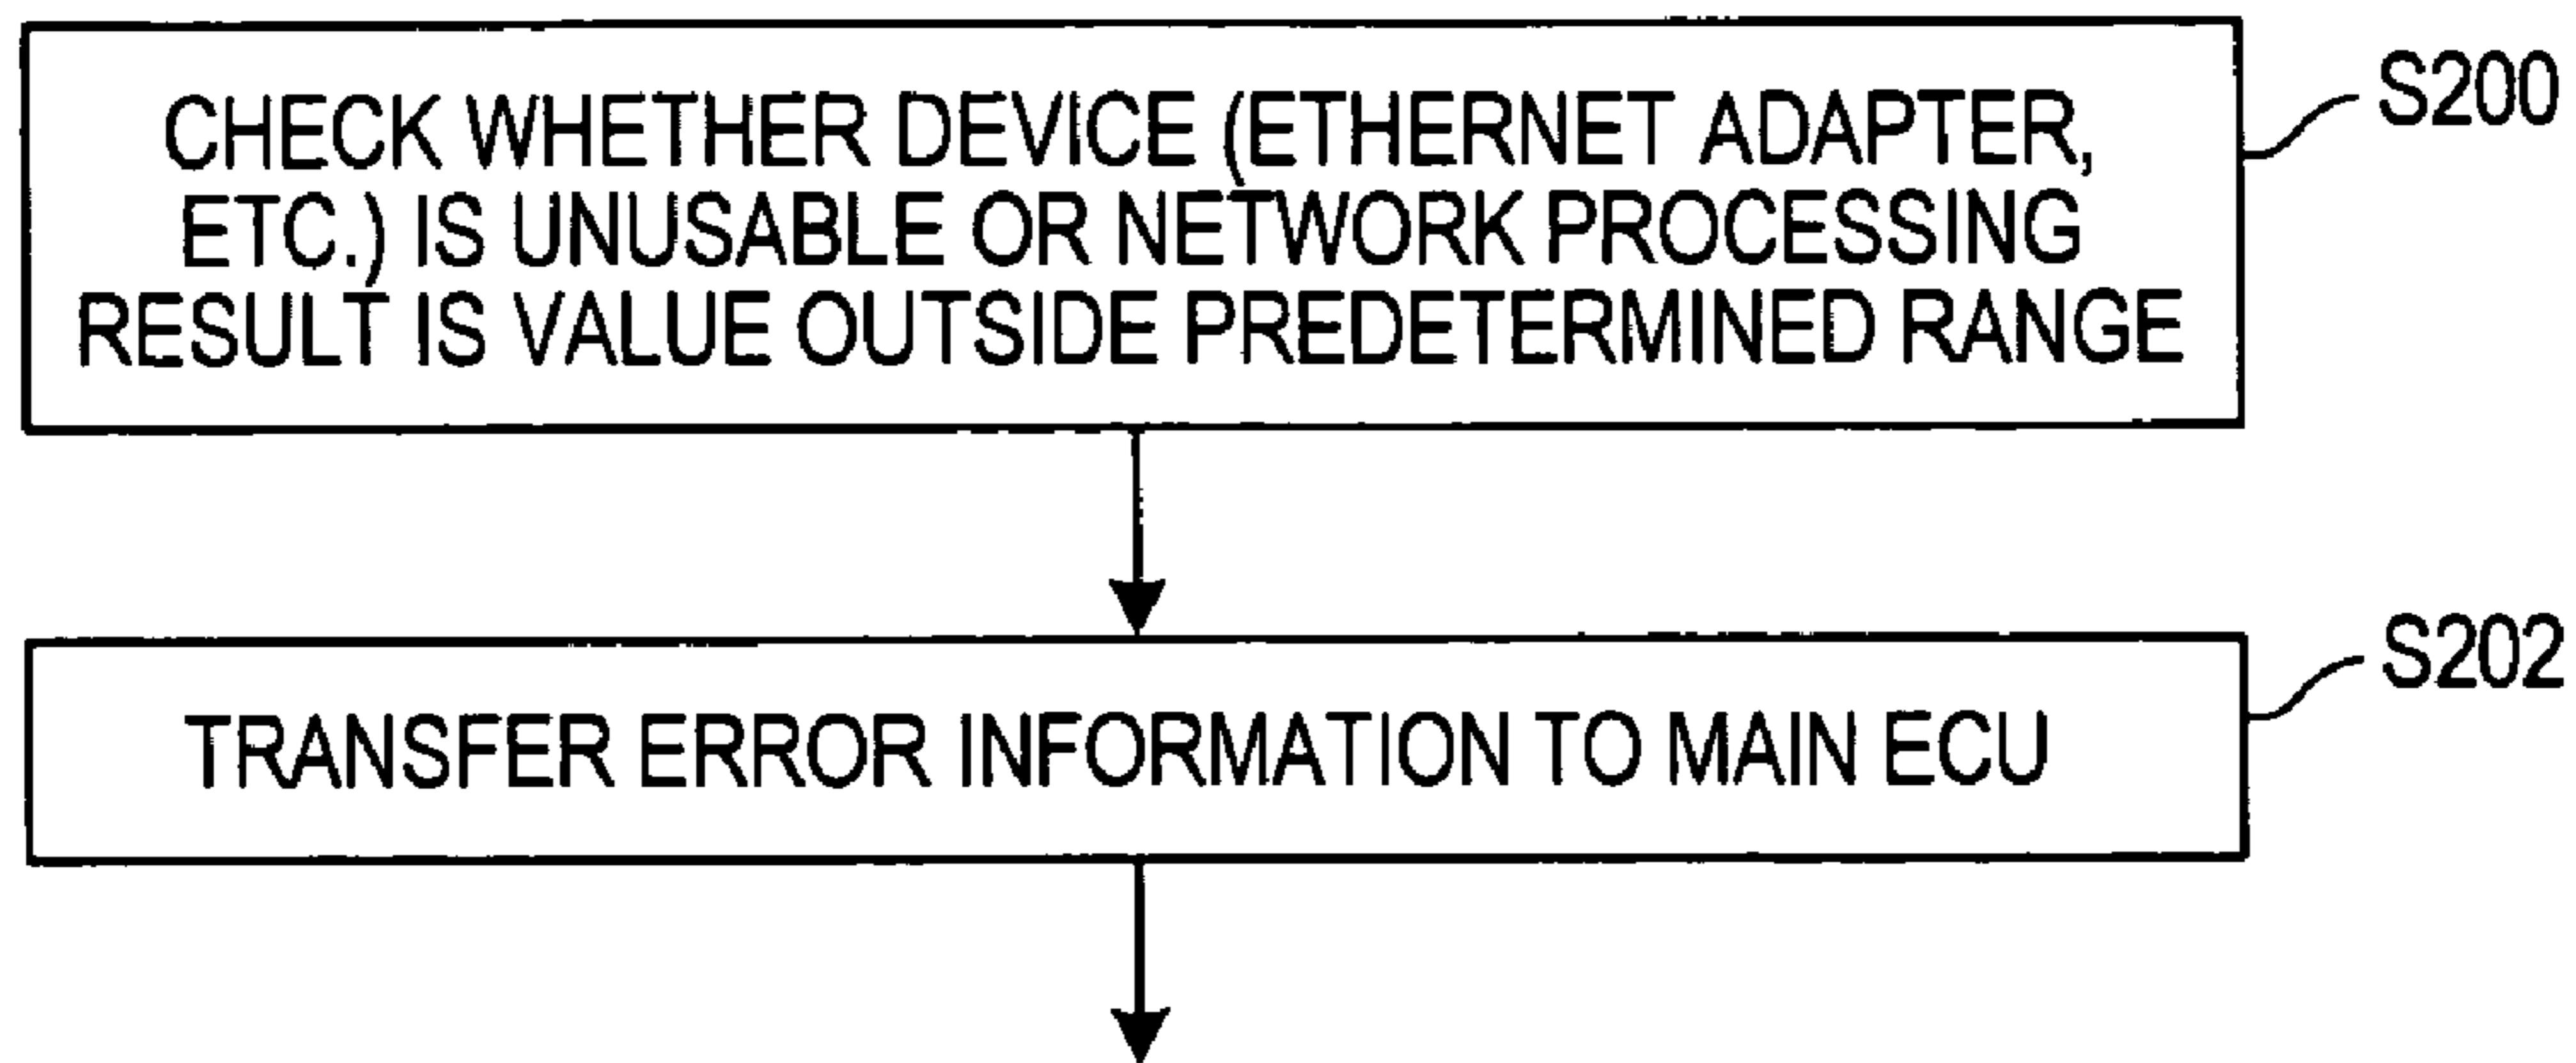 CHECK WHETHER DEVICE (ETHERNET ADAPTER,
ETC.) IS UNUSABLE OR NETWORK PROCESSING
RESULT IS VALUE OUTSIDE PREDETERMINED RANGE
S200
TRANSFER ERROR INFORMATION TO MAIN ECU
S202